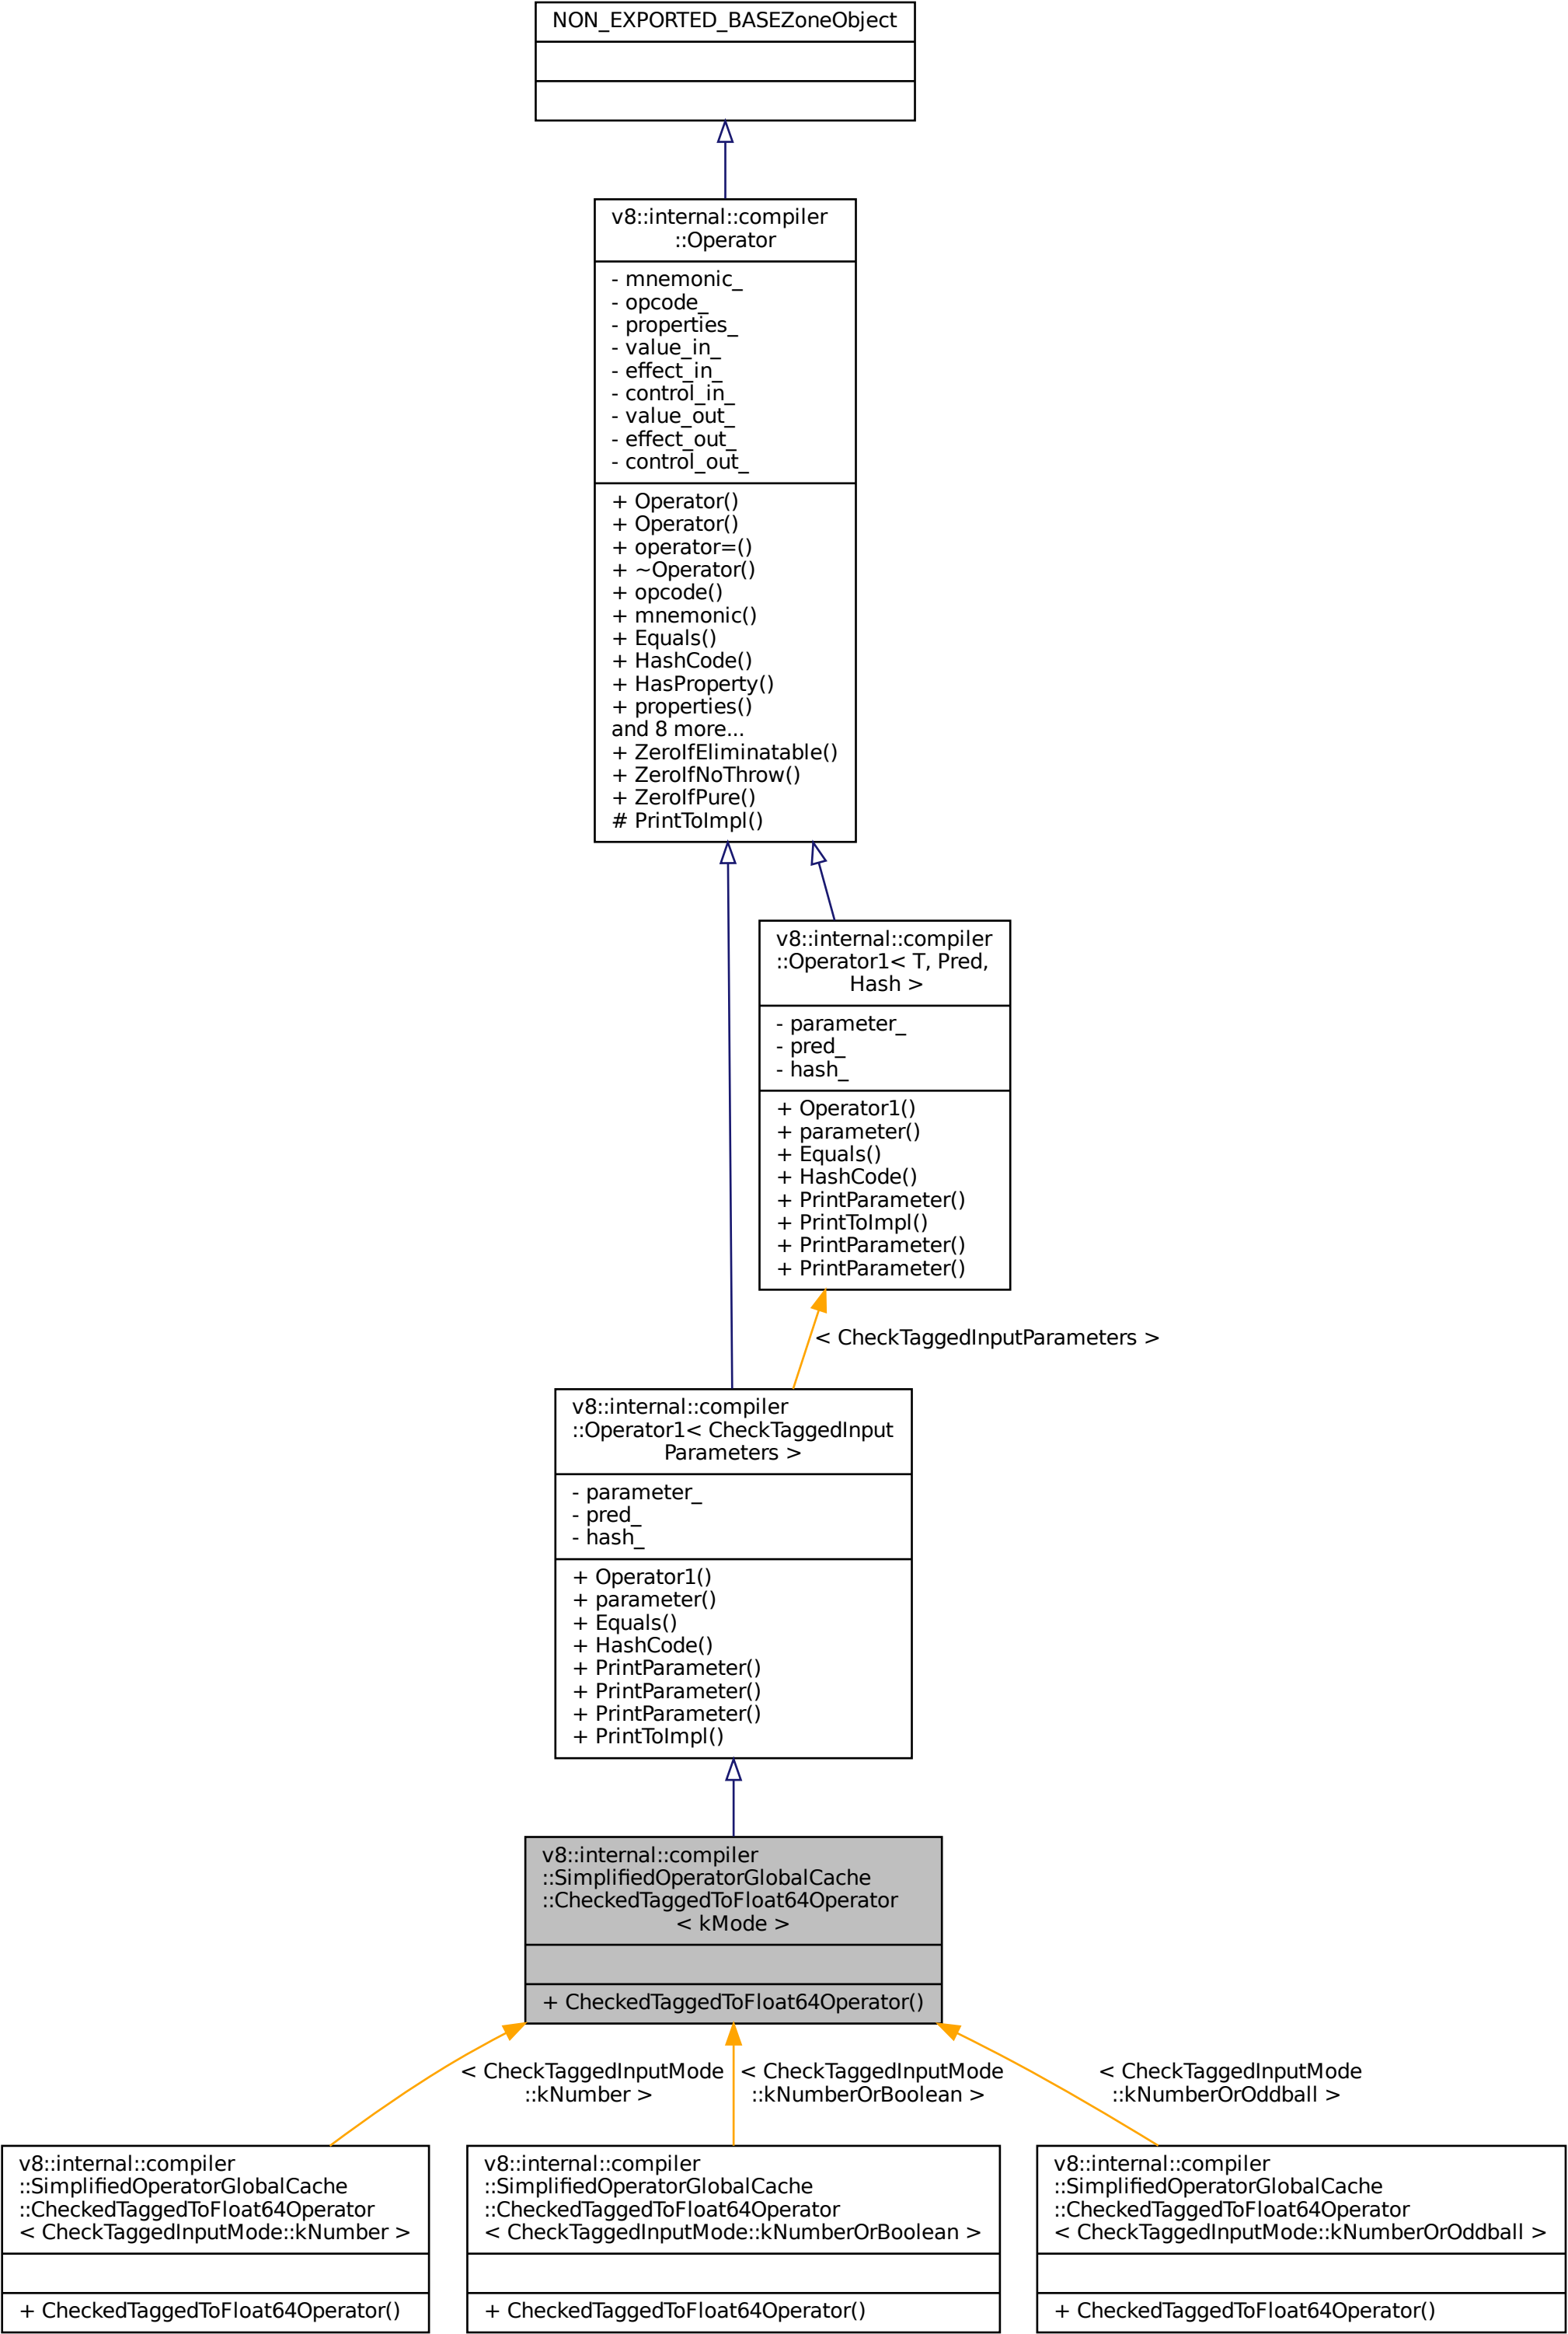 NON_EXPORTED_BASEZoneObject
v8::internal::compiler
::Operator
- mnemonic_
- opcode_
- properties_
- value_in_
- effect_in_
- control_in_
- value_out_
- effect_out_
- control_out_
+ Operator()
+ Operator()
+ operator=()
+ ~Operator()
+ opcode()
+ mnemonic()
+ Equals()
+ HashCode()
+ HasProperty()
+ properties()
and 8 more...
+ ZeroIfEliminatable()
+ ZeroIfNoThrow()
+ ZeroIfPure()
# PrintToImpl()
v8::internal::compiler
::Operator1< T, Pred,
Hash >
- parameter_
- pred_
- hash_
+ Operator1()
+ parameter()
+ Equals()
+ HashCode()
+ PrintParameter()
+ PrintToImpl()
+ PrintParameter()
+ PrintParameter()
< CheckTaggedInputParameters >
v8::internal::compiler
::Operator1< CheckTaggedInput
Parameters >
- parameter_
- pred_
- hash_
+ Operator1()
+ parameter()
+ Equals()
+ HashCode()
+ PrintParameter()
+ PrintParameter()
+ PrintParameter()
+ PrintToImpl()
v8::internal::compiler
::SimplifiedOperatorGlobalCache
::CheckedTaggedToFloat64Operator
< kMode >
+ CheckedTaggedToFloat64Operator()
< CheckTaggedInputMode
::kNumber >
< CheckTaggedInputMode
::kNumberOrBoolean >
< CheckTaggedInputMode
::kNumberOrOddball >
v8::internal::compiler
::SimplifiedOperatorGlobalCache
::CheckedTaggedToFloat64Operator
< CheckTaggedInputMode::kNumber >
+ CheckedTaggedToFloat64Operator()
v8::internal::compiler
::SimplifiedOperatorGlobalCache
::CheckedTaggedToFloat64Operator
< CheckTaggedInputMode::kNumberOrBoolean >
+ CheckedTaggedToFloat64Operator()
v8::internal::compiler
::SimplifiedOperatorGlobalCache
::CheckedTaggedToFloat64Operator
< CheckTaggedInputMode::kNumberOrOddball >
+ CheckedTaggedToFloat64Operator()